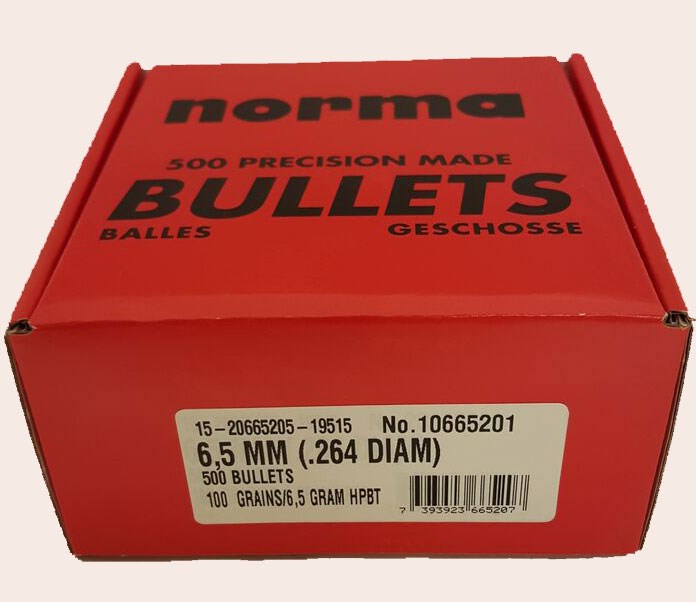 norma
500 PRECISION MADE
BULLETS
BALLES GESCHOSSE
15-20665205-19515 No.10665201
6,5 MM (.264 DIAM)
500 BULLETS
100 GRAINS/6,5 GRAM HPBT
7 393923 665207